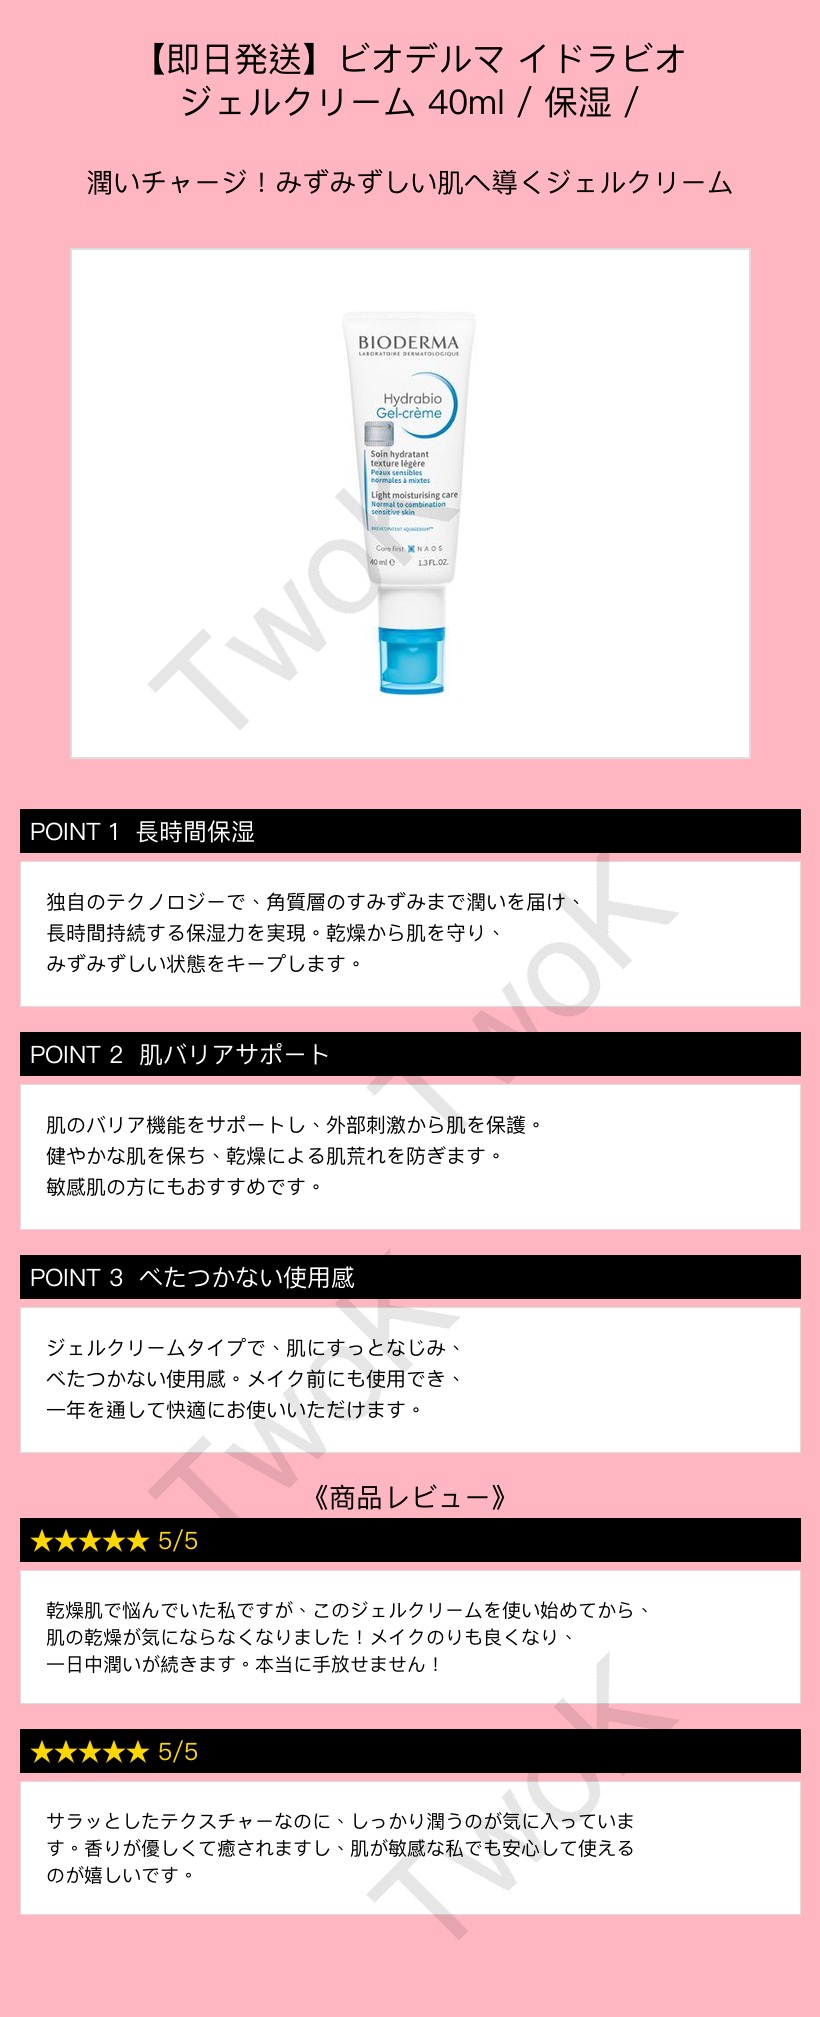 【即日発送】ビオデルマ イドラビオ
ジェルクリーム 40ml / 保湿 /
潤いチャージ！みずみずしい肌へ導くジェルクリーム
BIODERMA
LABORATOIRE DERMATOLOGIQUE
Hydrabio
Gel-crème
Soin hydratant
texture légère
Peaux sensibles
normales à mixtes
Light moisturising care
Normal to combination
sensitive skin
BREVET/PATENT AQUAGENIUM™
Care first. NAOS
40 ml ℮ 1.3 FL.OZ.
TwoK
POINT 1 長時間保湿
独自のテクノロジーで、角質層のすみずみまで潤いを届け、
長時間持続する保湿力を実現。乾燥から肌を守り、
みずみずしい状態をキープします。
TwoK
POINT 2 肌バリアサポート
肌のバリア機能をサポートし、外部刺激から肌を保護。
健やかな肌を保ち、乾燥による肌荒れを防ぎます。
敏感肌の方にもおすすめです。
POINT 3 べたつかない使用感
ジェルクリームタイプで、肌にすっとなじみ、
べたつかない使用感。メイク前にも使用でき、
一年を通して快適にお使いいただけます。
TwoK
《商品レビュー》
★★★★★ 5/5
乾燥肌で悩んでいた私ですが、このジェルクリームを使い始めてから、
肌の乾燥が気にならなくなりました！メイクのりも良くなり、
一日中潤いが続きます。本当に手放せません！
★★★★★ 5/5
サラッとしたテクスチャーなのに、しっかり潤うのが気に入っていま
す。香りが優しくて癒されますし、肌が敏感な私でも安心して使える
のが嬉しいです。
TwoK